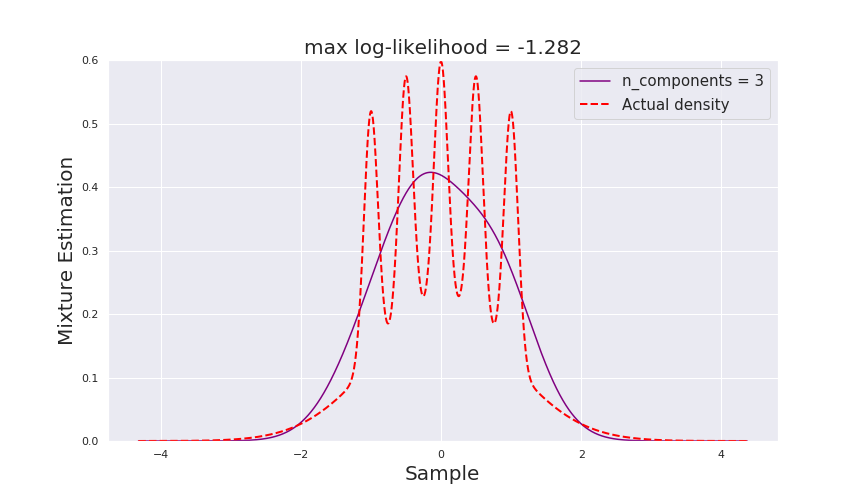 max log-likelihood = -1.282
n_components = 3
Actual density
Mixture Estimation
0.6
0.5
0.4
0.3
0.2
0.1
0.0
−4
−2
0
2
4
Sample